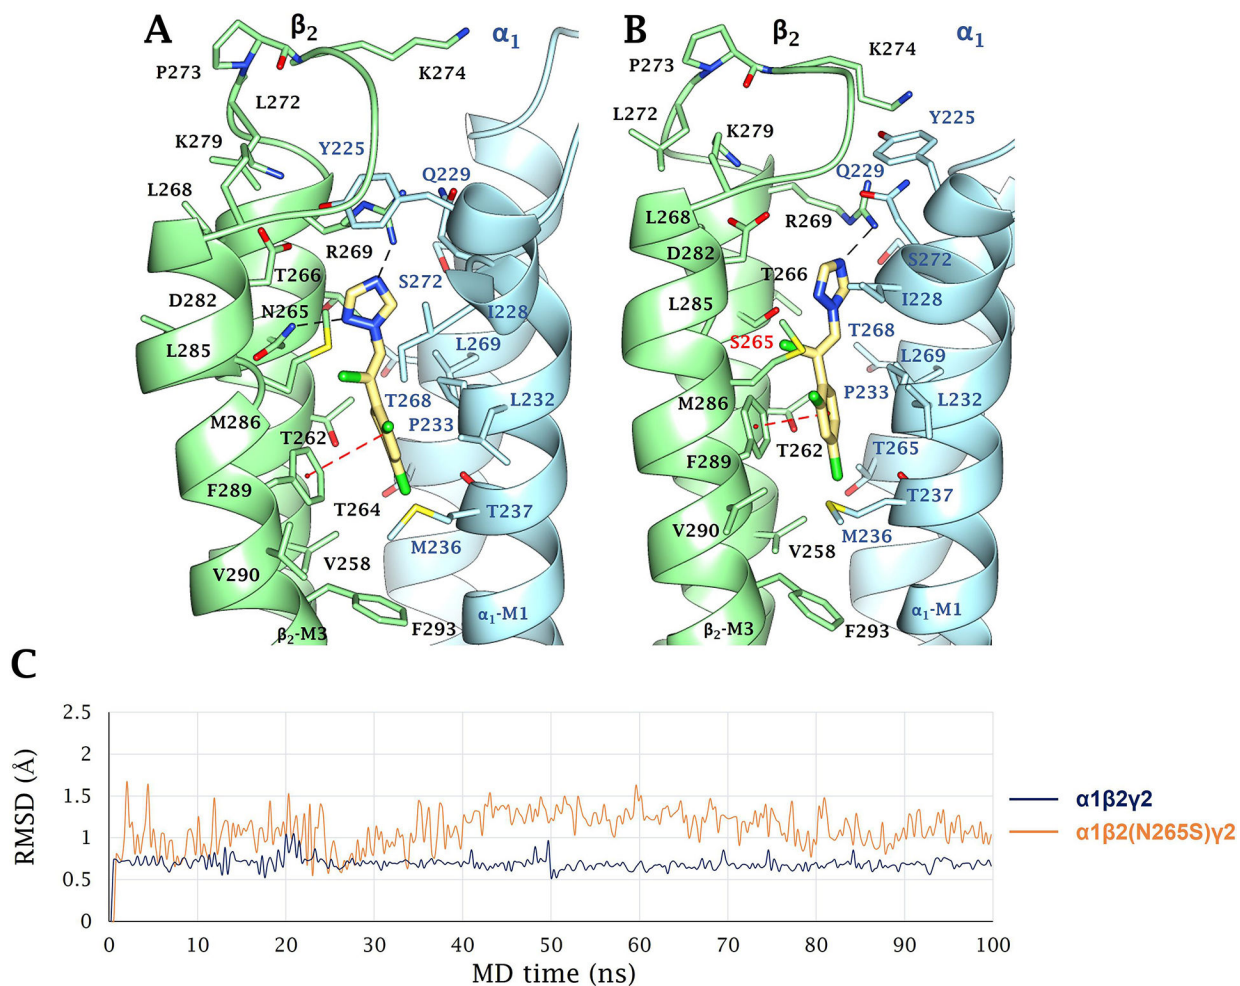 A
β2
α1
P273
K274
L272
K279
Y225
Q229
L268
R269
T266
S272
D282
N265
I228
L285
L269
T268
L232
M286
P233
T262
F289
T264
T237
M236
V258
V290
α1-M1
F293
β2-M3
B
β2
α1
K274
P273
L272
Y225
K279
Q229
L268
R269
D282
S272
T266
L285
I228
S265
T268
L269
P233
L232
M286
T262
T265
F289
T237
V290
M236
V258
α1-M1
F293
β2-M3
C
2.5
2
1.5
1
0.5
0
RMSD (Å)
0 10 20 30 40 50 60 70 80 90 100
MD time (ns)
α1β2γ2
α1β2(N265S)γ2